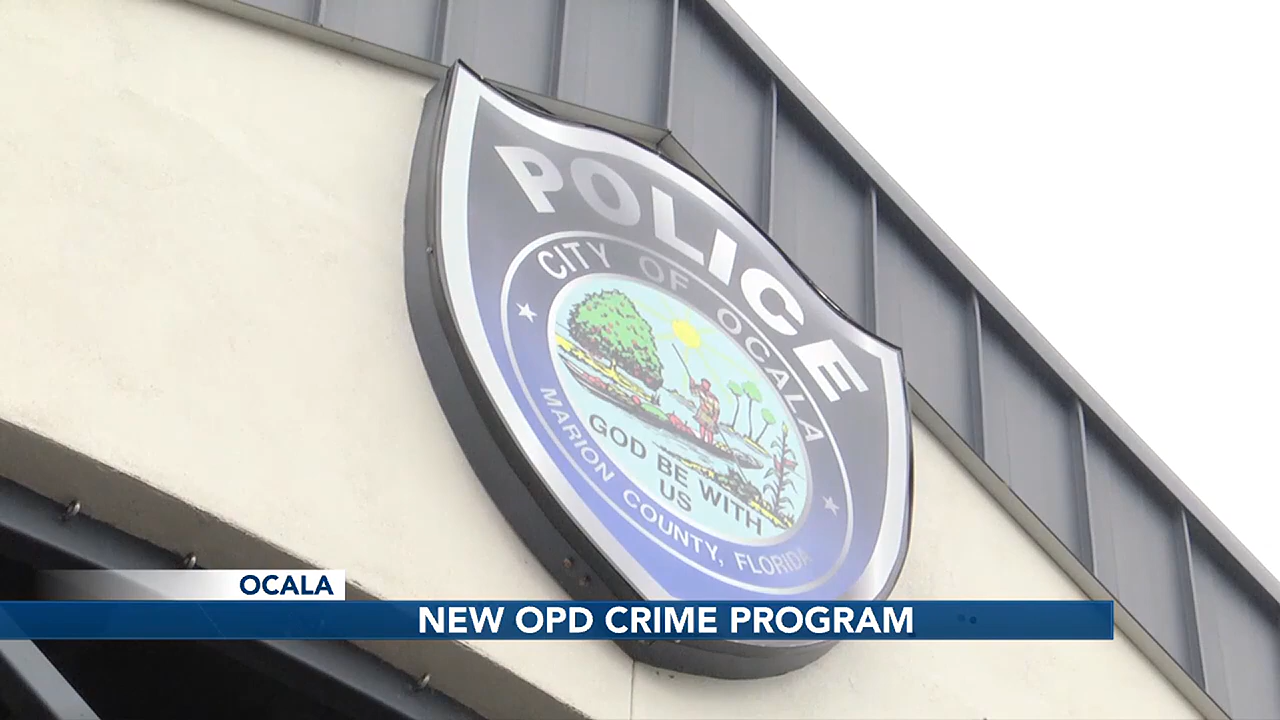 POLICE
CITY OF OCALA
GOD BE WITH
US
MARION COUNTY, FLORIDA
OCALA
NEW OPD CRIME PROGRAM